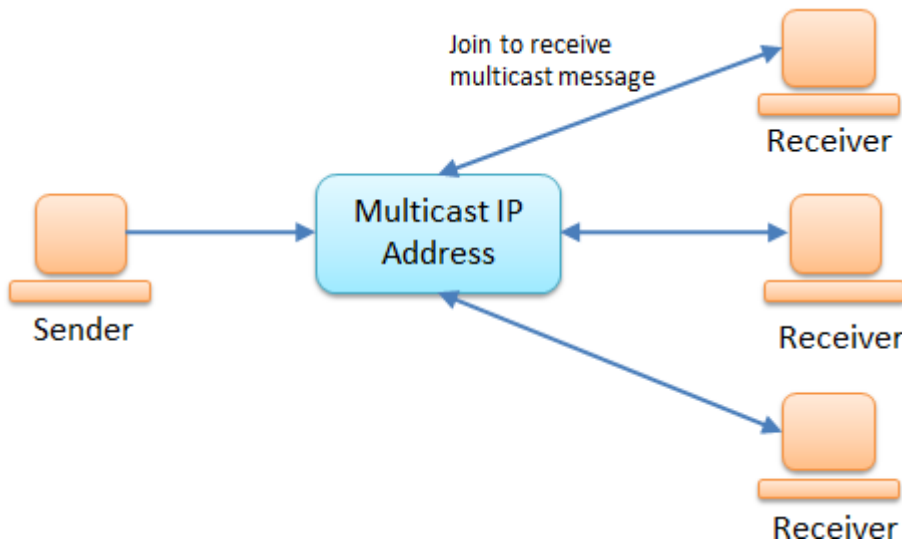 Join to receive
multicast message
Receiver
Multicast IP
Address
Sender
Receiver
Receiver